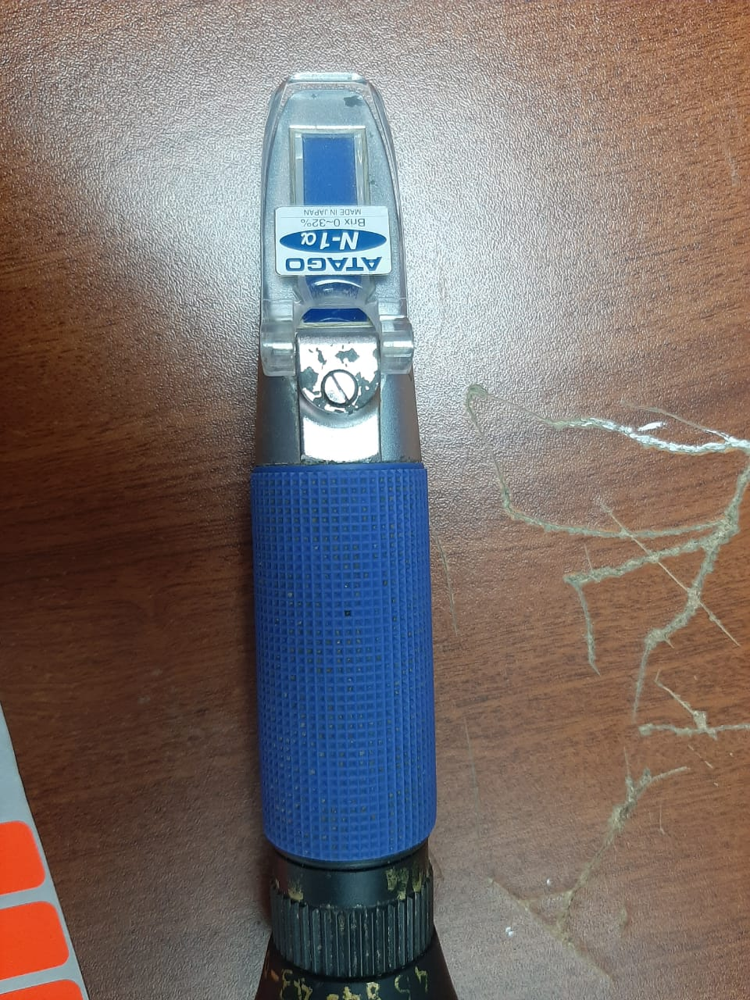 ATAGO
N-1α
Brix 0~32%
MADE IN JAPAN